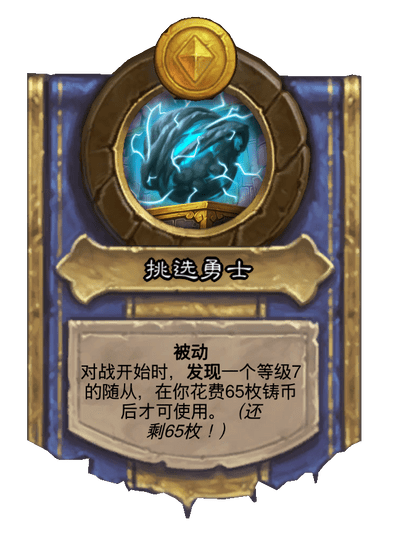 挑选勇士
被动
对战开始时，发现一个等级7
的随从，在你花费65枚铸币
后才可使用。（还
剩65枚！）